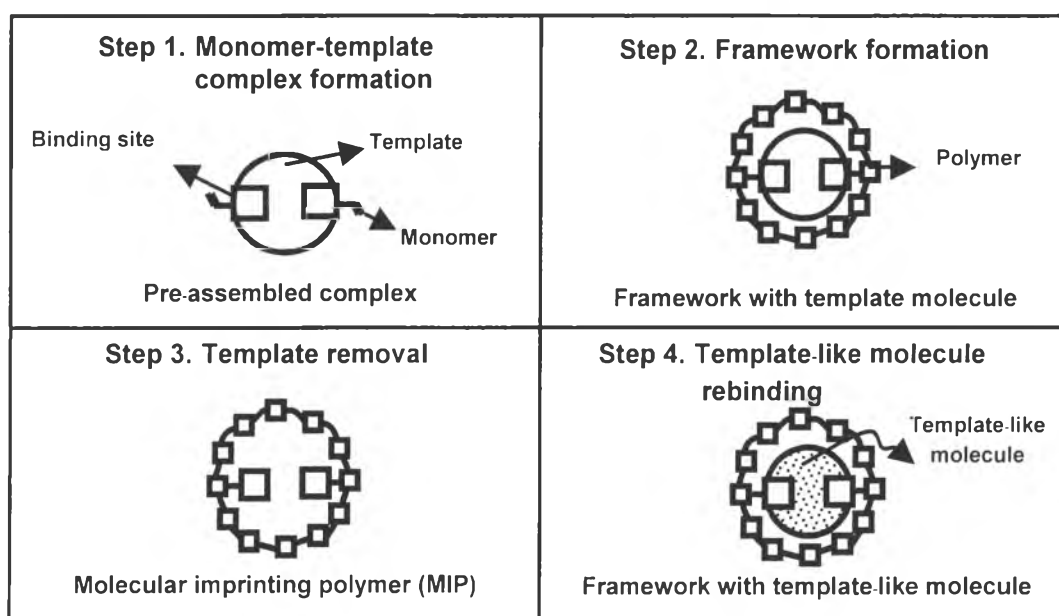 Step 1. Monomer-template
complex formation
Binding site
Template
Monomer
Pre-assembled complex
Step 2. Framework formation
Polymer
Framework with template molecule
Step 3. Template removal
Molecular imprinting polymer (MIP)
Step 4. Template-like molecule
rebinding
Template-like
molecule
Framework with template-like molecule